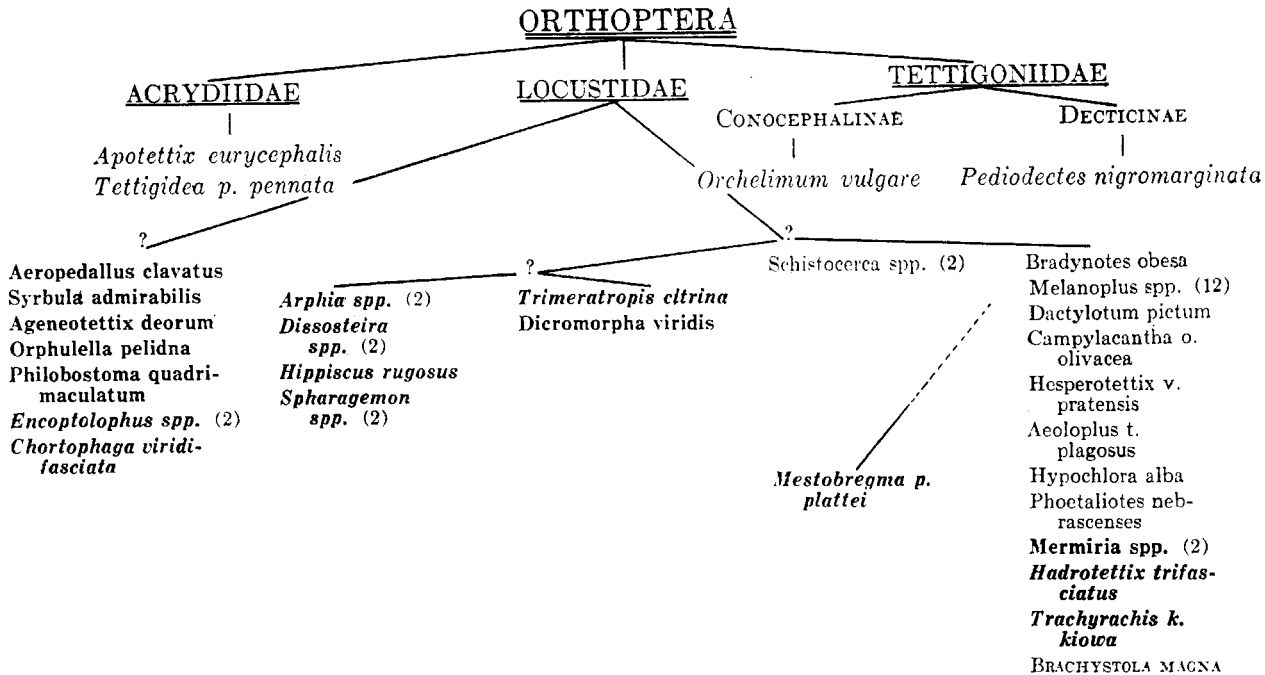 ORTHOPTERA
ACRYDIIDAE
LOCUSTIDAE
TETTIGONIIDAE
CONOCEPHALINAE
DECTICINAE
Apotettix eurycephalis
Tettigidea p. pennata
Orchelimum vulgare
Pediodectes nigromarginata
?
Aeropedallus clavatus
Syrbula admirabilis
Ageneotettix deorum
Orphulella pelidna
Philobostoma quadri-
maculatum
Encoptolophus spp. (2)
Chortophaga viridi-
fasciata
?
Arphia spp. (2)
Dissosteira
spp. (2)
Hippiscus rugosus
Spharagemon
spp. (2)
Trimeratropis citrina
Dicromorpha viridis
?
Schistocerca spp. (2)
Mestobregma p.
plattei
Bradynotes obesa
Melanoplus spp. (12)
Dactylotum pictum
Campylacantha o.
olivacea
Hesperotettix v.
pratensis
Aeoloplus t.
plagosus
Hypochlora alba
Phoetaliotes neb-
rascenses
Mermiria spp. (2)
Hadrotettix trifas-
ciatus
Trachyrachis k.
kiowa
BRACHYSTOLA MAGNA